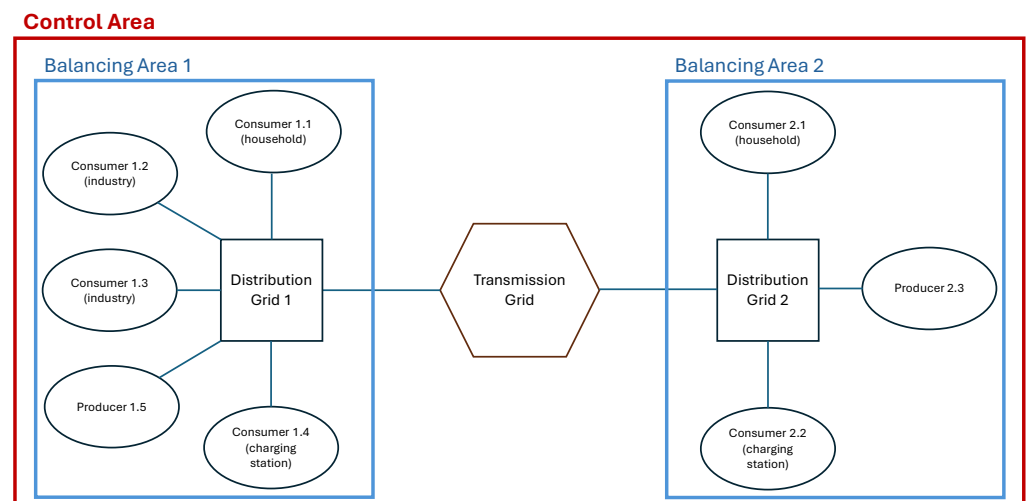 Control Area
Balancing Area 1
Consumer 1.1
(household)
Consumer 1.2
(industry)
Consumer 1.3
(industry)
Distribution
Grid 1
Producer 1.5
Consumer 1.4
(charging
station)
Transmission
Grid
Balancing Area 2
Consumer 2.1
(household)
Distribution
Grid 2
Producer 2.3
Consumer 2.2
(charging
station)